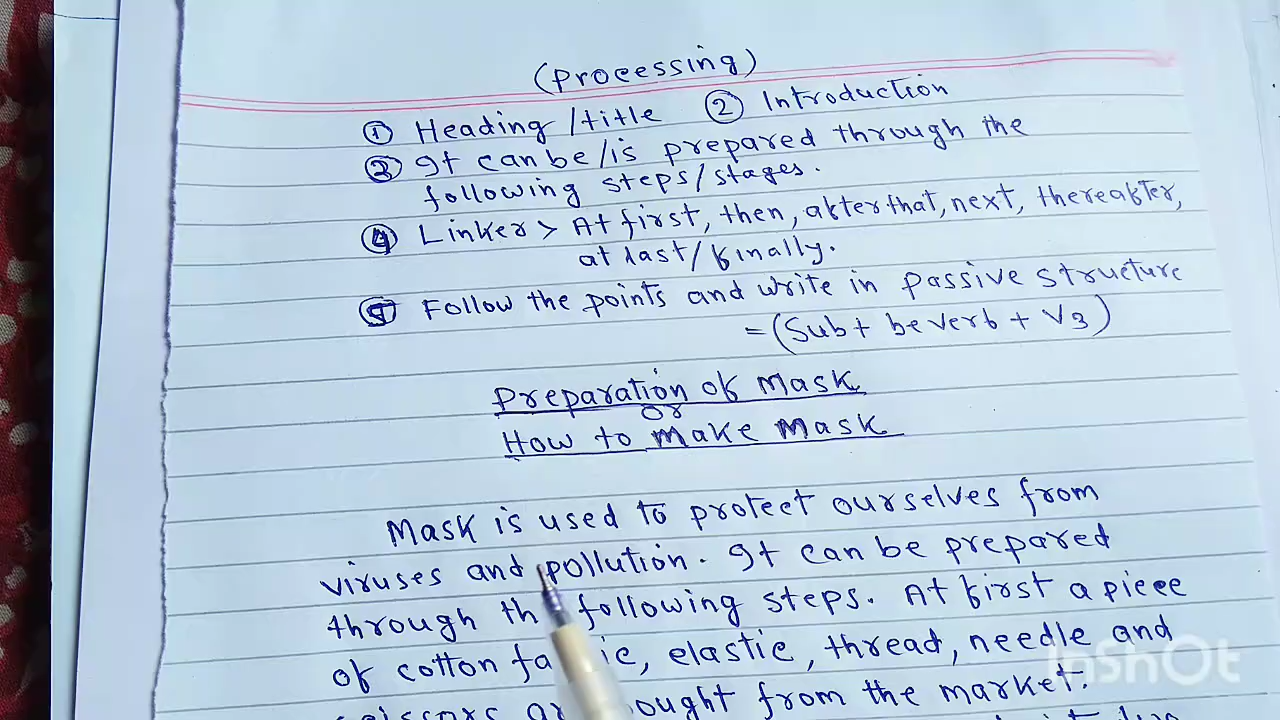 (Processing)
① Heading/title ② Introduction
③ It can be/is prepared through the
following steps/stages.
④ Linker > At first, then, after that, next, thereafter,
at last/finally.
⑤ Follow the points and write in passive structure
= (Sub + be verb + V3)
Preparation of Mask
or
How to make Mask
Mask is used to protect ourselves from
viruses and pollution. It can be prepared
through the following steps. At first a piece
of cotton fabric, elastic, thread, needle and
scissors are bought from the market.
InShOt